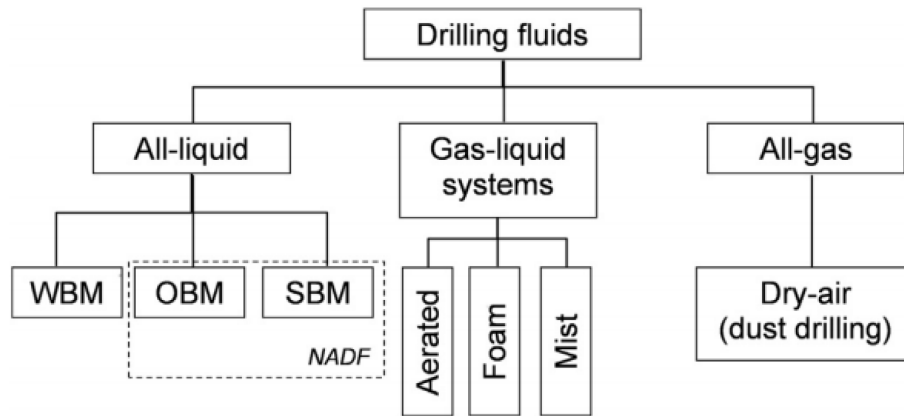 Drilling fluids
All-liquid
Gas-liquid
systems
All-gas
WBM
OBM
SBM
NADF
Aerated
Foam
Mist
Dry-air
(dust drilling)